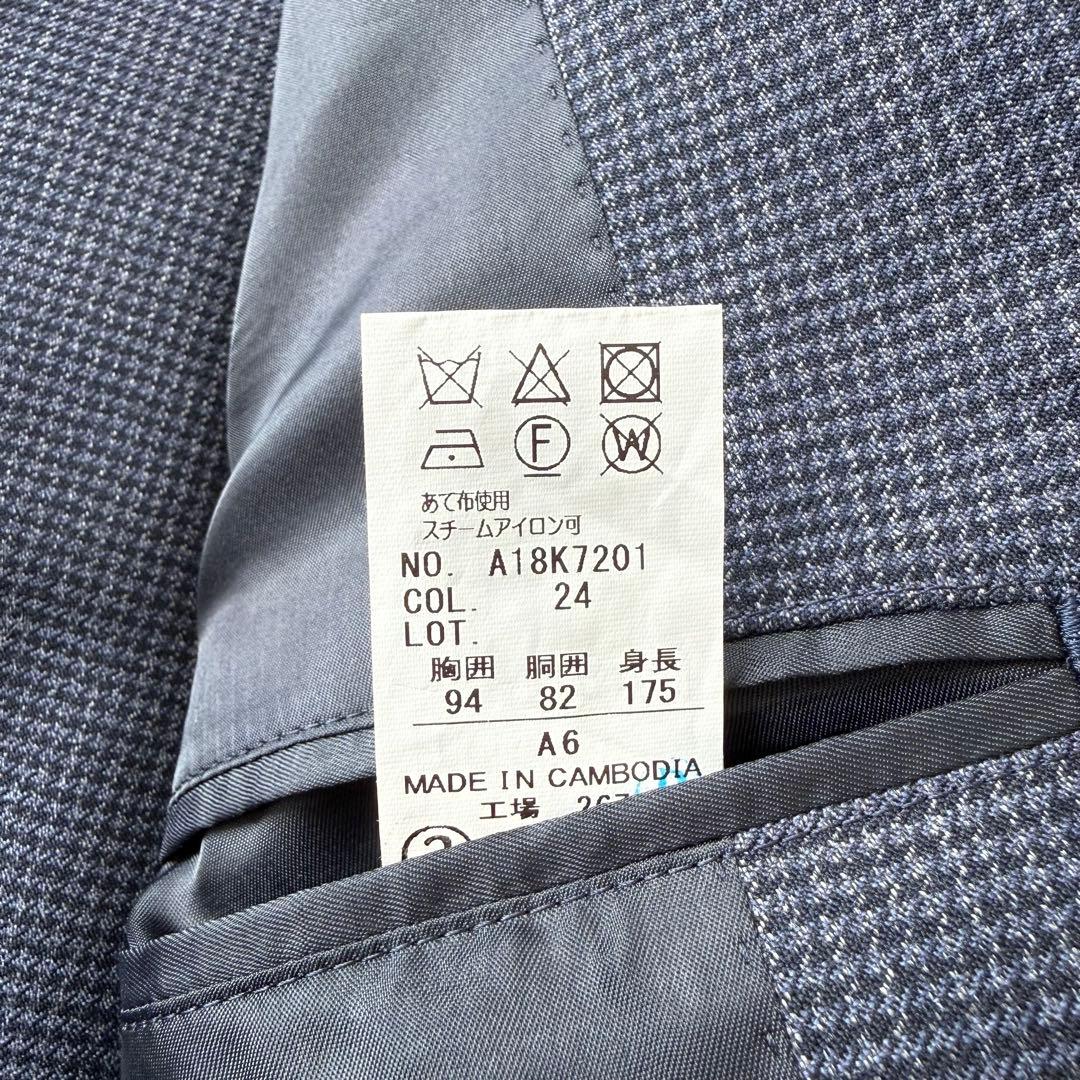 F W
あて布使用
スチームアイロン可
NO. A18K7201
COL. 24
LOT.
胸囲 胴囲 身長
94 82 175
A6
MADE IN CAMBODIA
工場